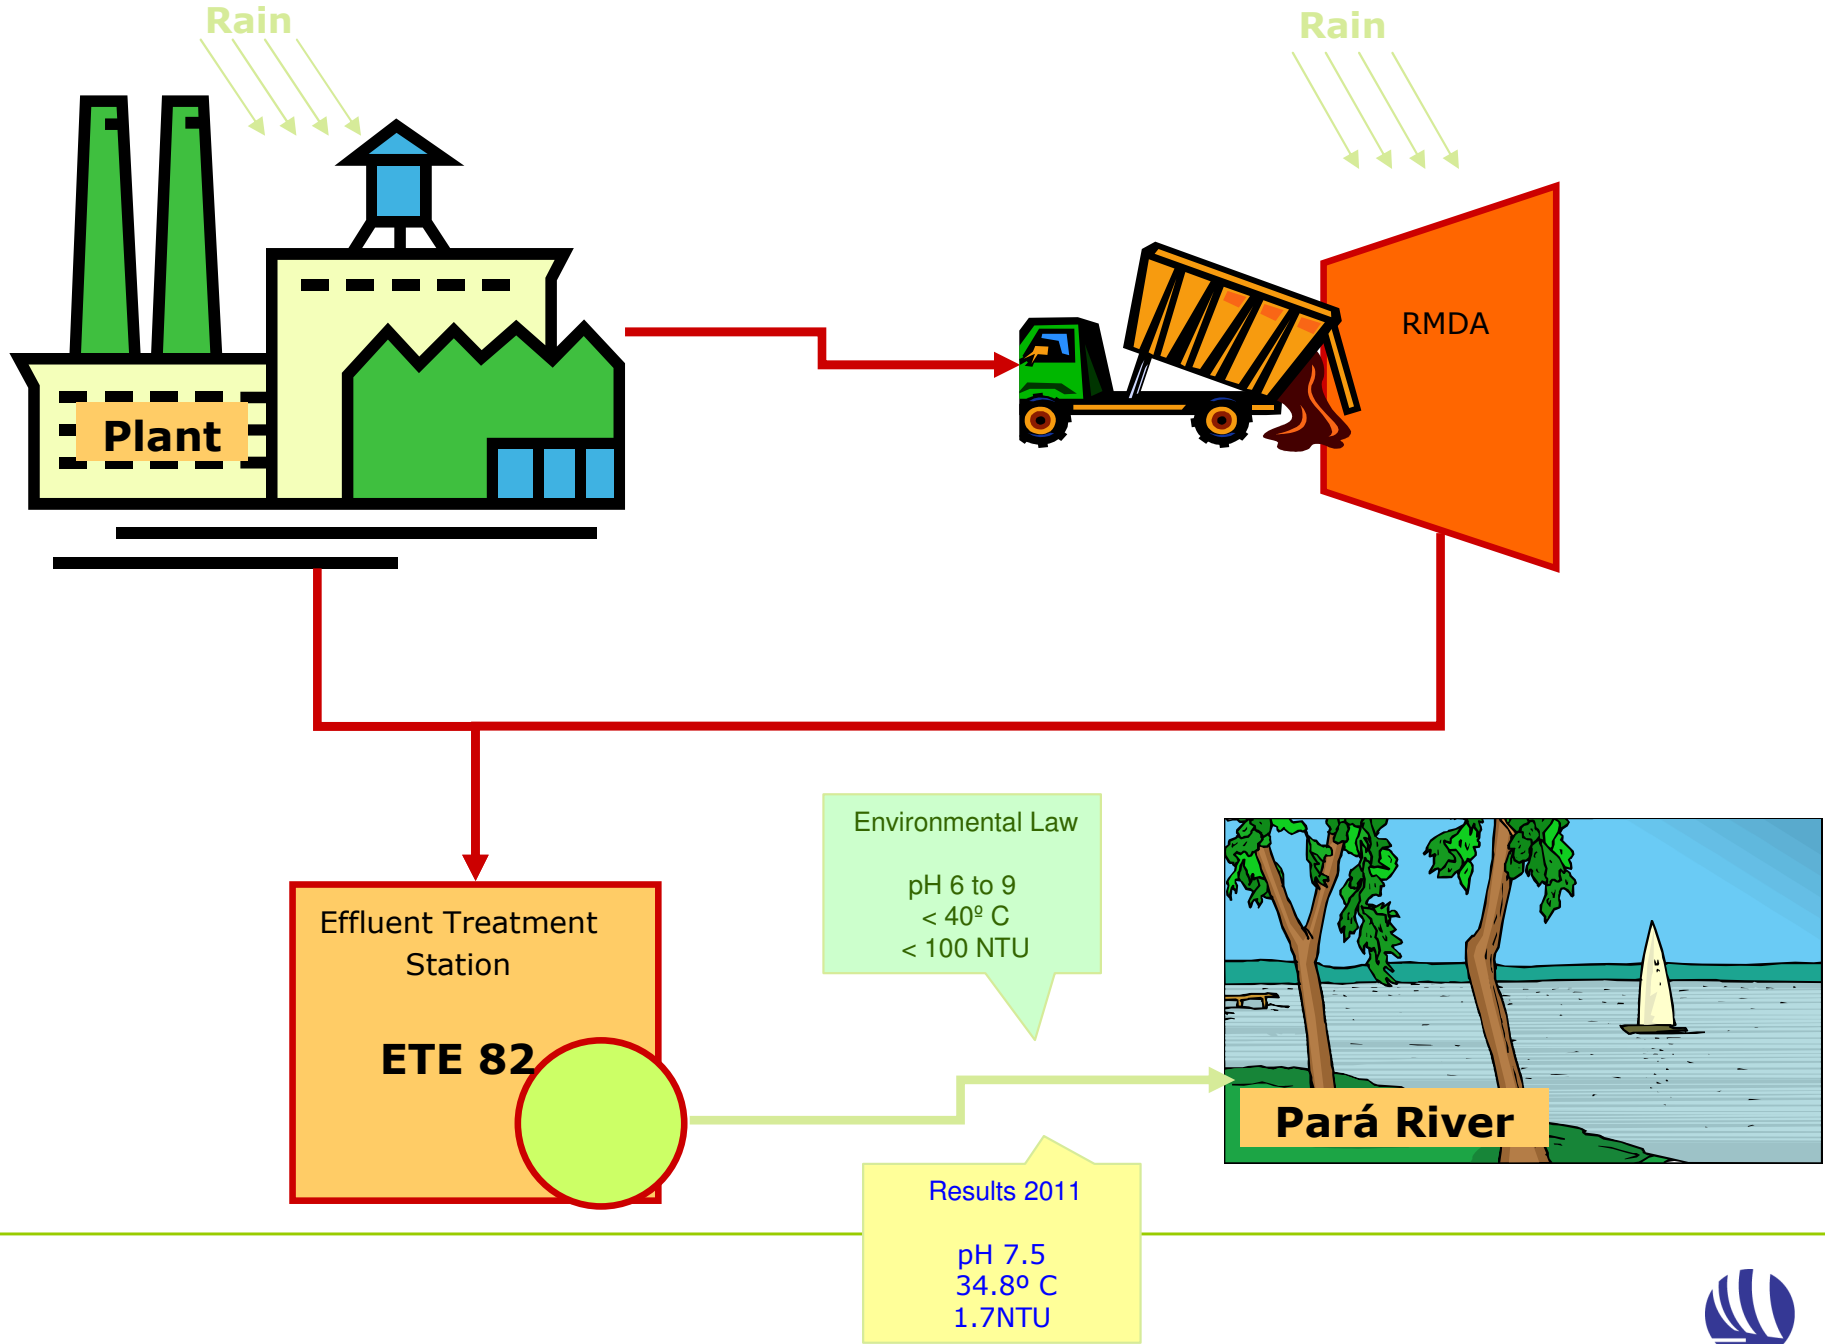 Rain
Rain
RMDA
Plant
Environmental Law
pH 6 to 9
< 40º C
< 100 NTU
Effluent Treatment
Station
ETE 82
Pará River
Results 2011
pH 7.5
34.8º C
1.7NTU